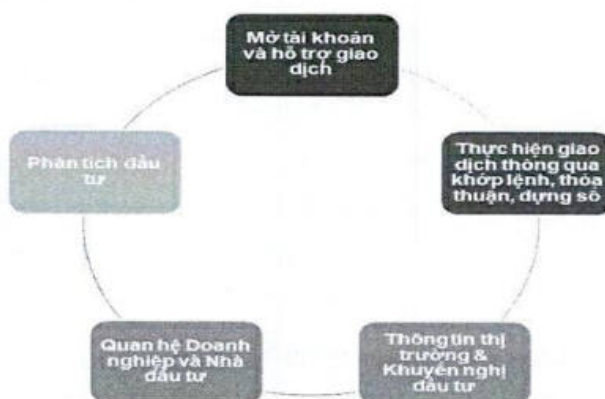 Mở tài khoản
và hỗ trợ giao
dịch
Thực hiện giao
dịch thông qua
khớp lệnh, thỏa
thuận, dựng sổ
Thông tin thị
trường &
Khuyến nghị
đầu tư
Quan hệ Doanh
nghiệp và Nhà
đầu tư
Phân tích đầu
tư